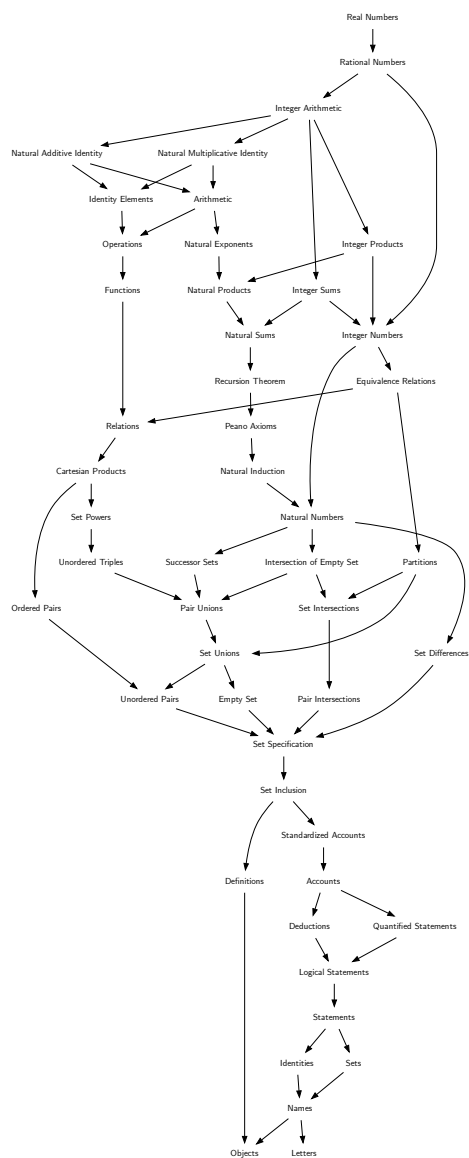 Real Numbers
Rational Numbers
Integer Arithmetic
Natural Additive Identity
Natural Multiplicative Identity
Identity Elements
Arithmetic
Operations
Natural Exponents
Integer Products
Functions
Natural Products
Integer Sums
Natural Sums
Integer Numbers
Recursion Theorem
Equivalence Relations
Relations
Peano Axioms
Cartesian Products
Natural Induction
Set Powers
Natural Numbers
Unordered Triples
Successor Sets
Intersection of Empty Set
Partitions
Ordered Pairs
Pair Unions
Set Intersections
Set Unions
Set Differences
Unordered Pairs
Empty Set
Pair Intersections
Set Specification
Set Inclusion
Standardized Accounts
Definitions
Accounts
Deductions
Quantified Statements
Logical Statements
Statements
Identities
Sets
Names
Objects
Letters